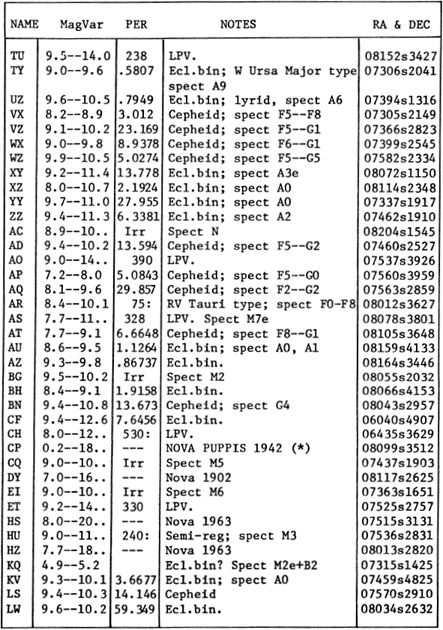 NAME MagVar PER NOTES RA & DEC
TU 9.5--14.0 238 LPV. 08152s3427
TY 9.0--9.6 .5807 Ecl.bin; W Ursa Major type 07306s2041
spect A9
UZ 9.6--10.5 .7949 Ecl.bin; lyrid, spect A6 07394s1316
VX 8.2--8.9 3.012 Cepheid; spect F5--F8 07305s2149
VZ 9.1--10.2 23.169 Cepheid; spect F5--G1 07366s2823
WX 9.0--9.8 8.9378 Cepheid; spect F6--G1 07399s2545
WZ 9.9--10.5 5.0274 Cepheid; spect F5--G5 07582s2334
XY 9.2--11.4 13.778 Ecl.bin; spect A3e 08072s1150
XZ 8.0--10.7 2.1924 Ecl.bin; spect A0 08114s2348
YY 9.7--11.0 27.955 Ecl.bin; spect A0 07337s1917
ZZ 9.4--11.3 6.3381 Ecl.bin; spect A2 07462s1910
AC 8.9--10.. Irr Spect N 08204s1545
AD 9.4--10.2 13.594 Cepheid; spect F5--G2 07460s2527
AO 9.0--14.. 390 LPV. 07537s3926
AP 7.2--8.0 5.0843 Cepheid; spect F5--G0 07560s3959
AQ 8.1--9.6 29.857 Cepheid; spect F2--G2 07563s2859
AR 8.4--10.1 75: RV Tauri type; spect F0-F8 08012s3627
AS 7.7--11.. 328 LPV. Spect M7e 08078s3801
AT 7.7--9.1 6.6648 Cepheid; spect F8--G1 08105s3648
AU 8.6--9.5 1.1264 Ecl.bin; spect A0, A1 08159s4133
AZ 9.3--9.8 .86737 Ecl.bin. 08164s3446
BG 9.5--10.2 Irr Spect M2 08055s2032
BH 8.4--9.1 1.9158 Ecl.bin. 08066s4153
BN 9.4--10.8 13.673 Cepheid; spect G4 08043s2957
CF 9.4--12.6 7.6456 Ecl.bin. 06040s4907
CH 8.0--12.. 530: LPV. 06435s3629
CP 0.2--18.. --- NOVA PUPPIS 1942 (*) 08099s3512
CQ 9.0--10.. Irr Spect M5 07437s1903
DY 7.0--16.. --- Nova 1902 08117s2625
EI 9.0--10.. Irr Spect M6 07363s1651
ET 9.2--14.. 330 LPV. 07525s2757
HS 8.0--20.. --- Nova 1963 07515s3131
HU 9.0--11.. 240: Semi-reg; spect M3 07536s2831
HZ 7.7--18.. --- Nova 1963 08013s2820
KQ 4.9--5.2 Ecl.bin? Spect M2e+B2 07315s1425
KV 9.3--10.1 3.6677 Ecl.bin; spect A0 07459s4825
LS 9.4--10.3 14.146 Cepheid 07570s2910
LW 9.6--10.2 59.349 Ecl.bin. 08034s2632